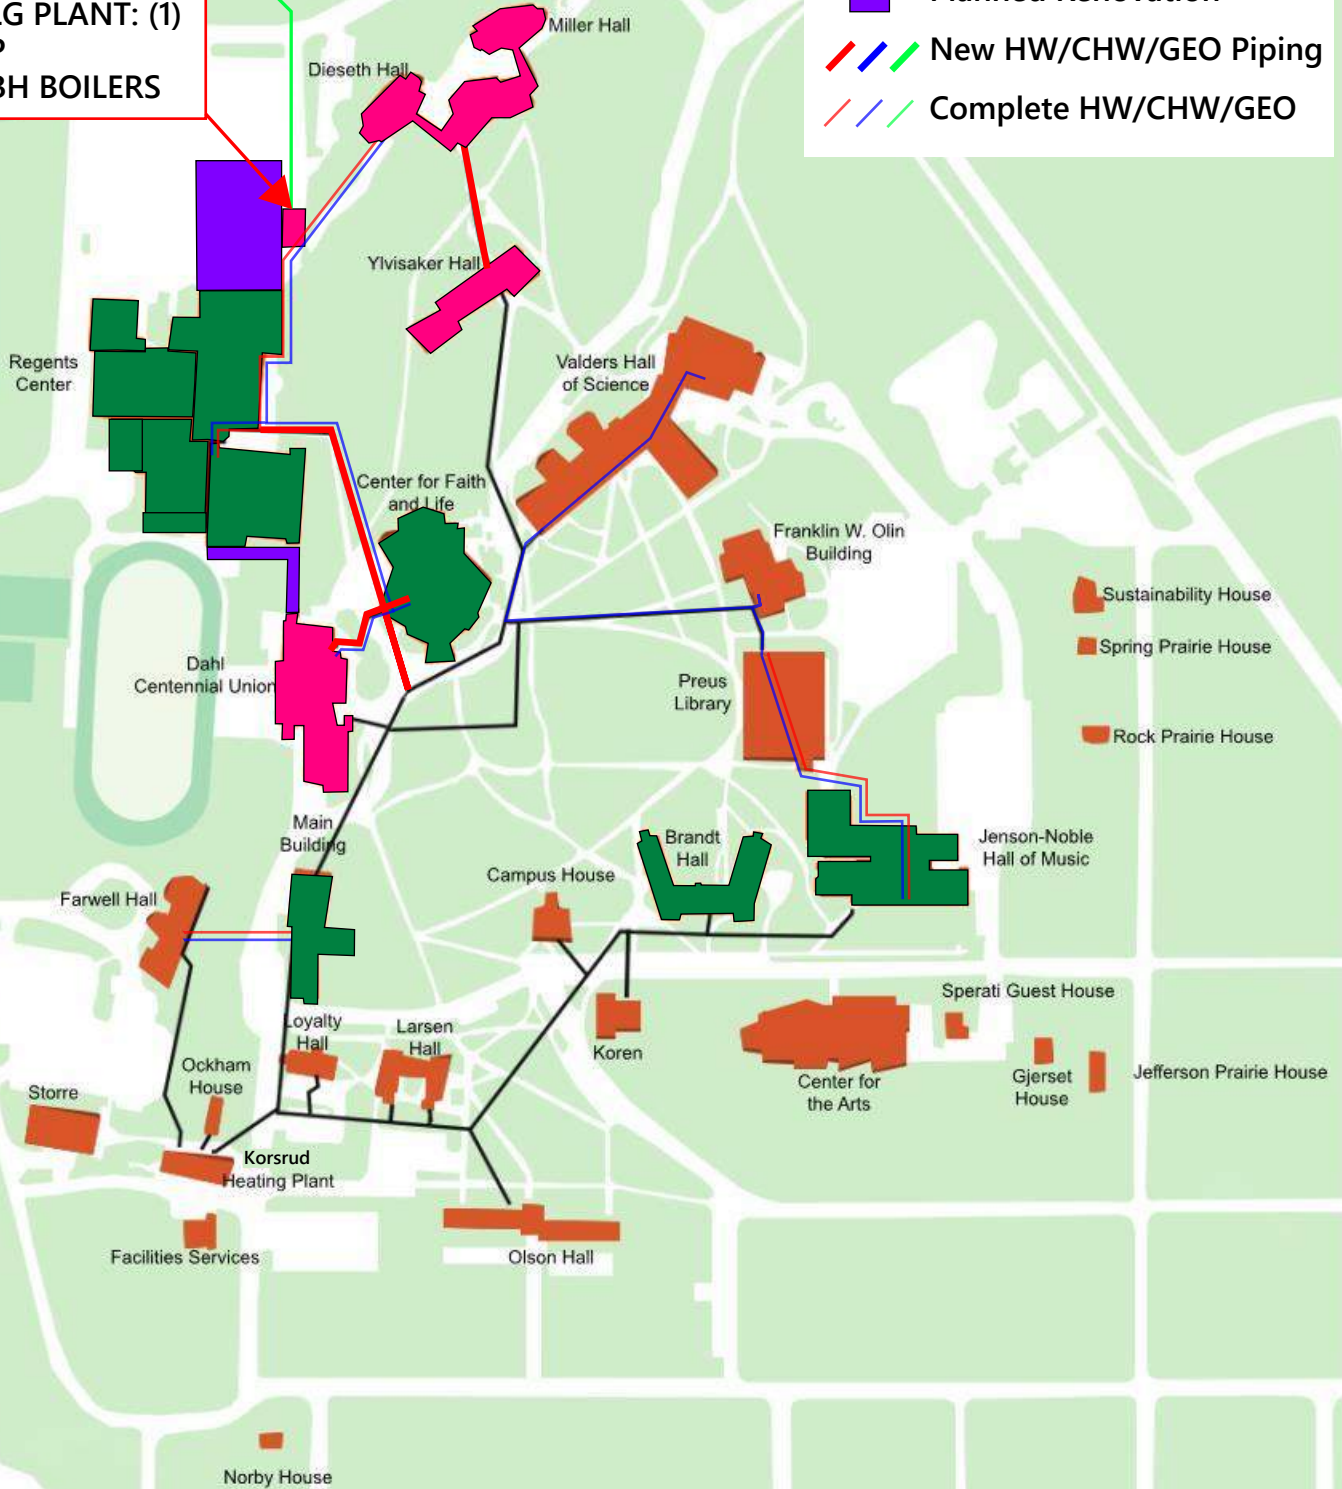 LG PLANT: (1)
BH BOILERS
Planned Renovation
New HW/CHW/GEO Piping
Complete HW/CHW/GEO
Miller Hall
Dieseth Hall
Ylvisaker Hall
Regents
Center
Valders Hall
of Science
Center for Faith
and Life
Franklin W. Olin
Building
Sustainability House
Spring Prairie House
Rock Prairie House
Dahl
Centennial Union
Preus
Library
Main
Building
Brandt
Hall
Jenson-Noble
Hall of Music
Farwell Hall
Campus House
Sperati Guest House
Loyalty
Hall
Larsen
Hall
Koren
Center for
the Arts
Gjerset
House
Jefferson Prairie House
Ockham
House
Storre
Korsrud
Heating Plant
Facilities Services
Olson Hall
Norby House